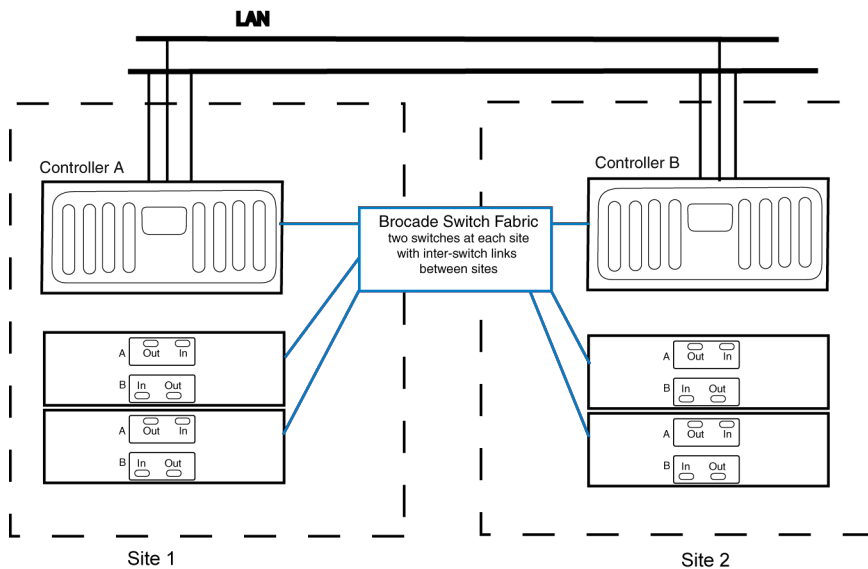 LAN
Controller A
Controller B
Brocade Switch Fabric
two switches at each site
with inter-switch links
between sites
A
Out In
B
In Out
A
Out In
B
In Out
A
Out In
B
In Out
A
Out In
B
In Out
Site 1
Site 2